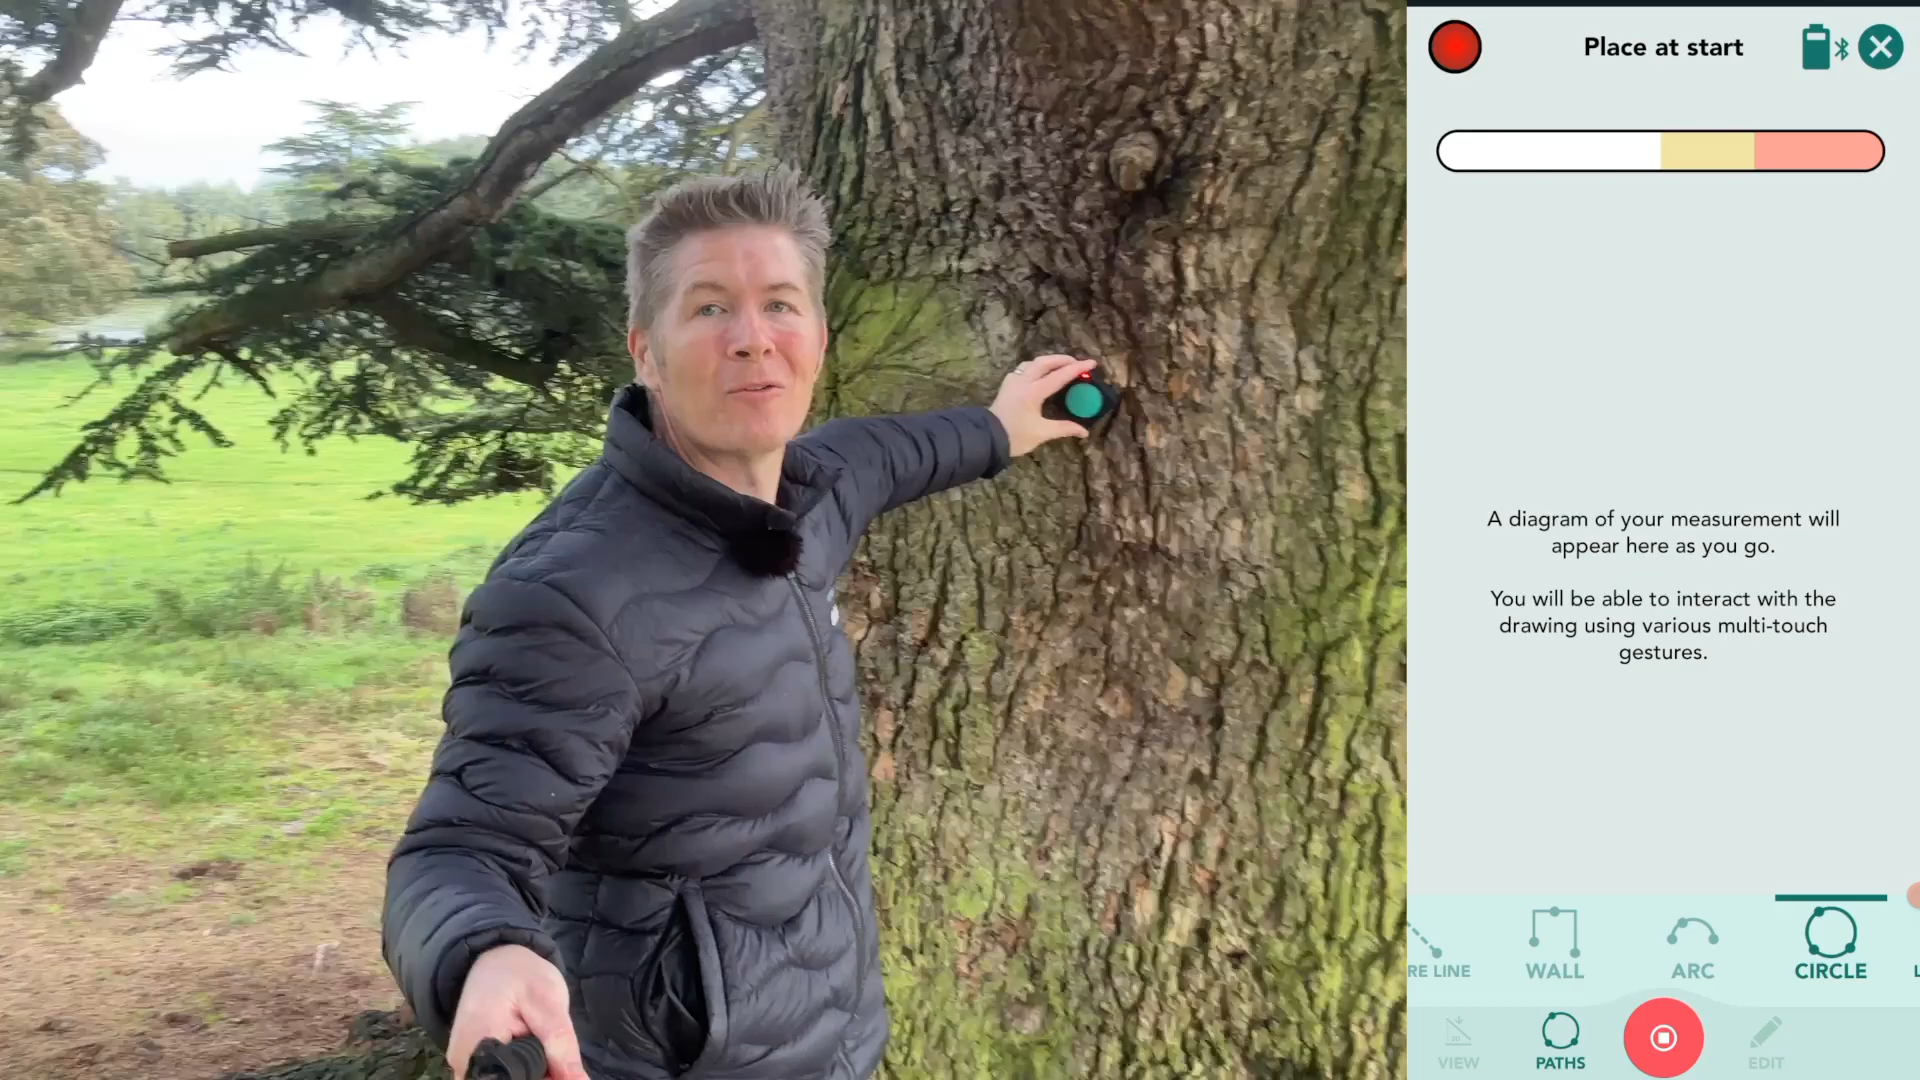 Place at start
A diagram of your measurement will
appear here as you go.
You will be able to interact with the
drawing using various multi-touch
gestures.
RE LINE
WALL
ARC
CIRCLE
L
VIEW
PATHS
EDIT